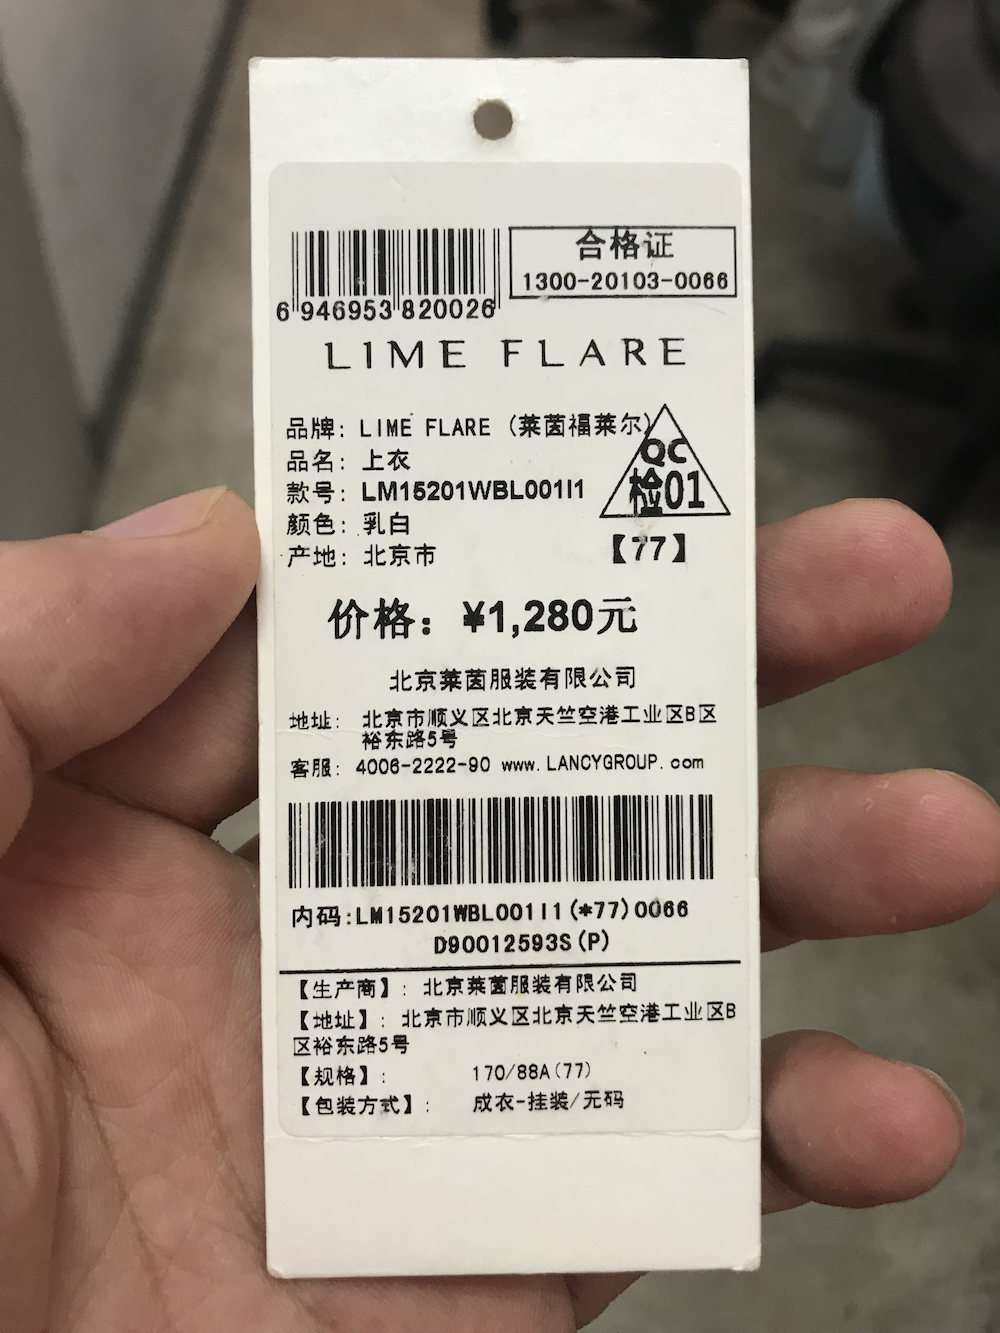 合格证
1300-20103-0066
6 946953 820026
LIME FLARE
品牌: LIME FLARE (莱茵福莱尔)
品名: 上衣
款号: LM15201WBL001I1
颜色: 乳白
产地: 北京市
QC
检01
【77】
价格: ¥1,280元
北京莱茵服装有限公司
地址: 北京市顺义区北京天竺空港工业区B区
裕东路5号
客服: 4006-2222-90 www.LANCYGROUP.com
内码:LM15201WBL001I1(*77)0066
D90012593S(P)
【生产商】: 北京莱茵服装有限公司
【地址】: 北京市顺义区北京天竺空港工业区B
区裕东路5号
【规格】: 170/88A(77)
【包装方式】: 成衣-挂装/无码